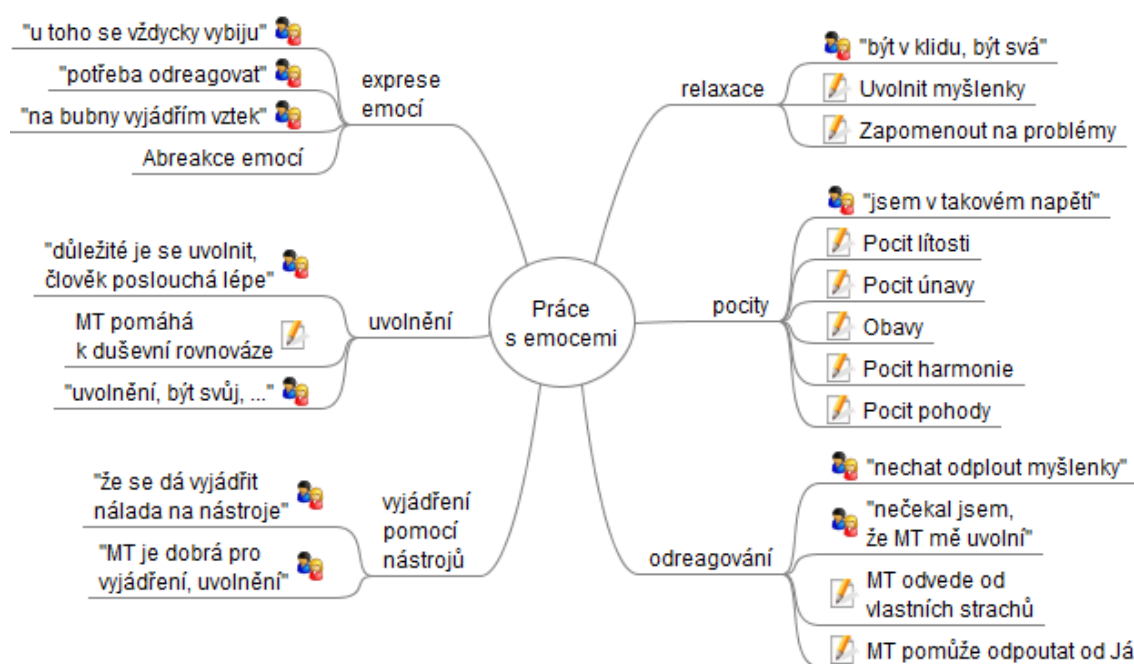 "u toho se vždycky vybiju"
"potřeba odreagovat"
"na bubny vyjádřím vztek"
Abreakce emocí
exprese
emocí
"důležité je se uvolnit,
člověk poslouchá lépe"
MT pomáhá
k duševní rovnováze
"uvolnění, být svůj, ..."
uvolnění
"že se dá vyjádřit
nálada na nástroje"
"MT je dobrá pro
vyjádření, uvolnění"
vyjádření
pomocí
nástrojů
Práce
s emocemi
relaxace
"být v klidu, být svá"
Uvolnit myšlenky
Zapomenout na problémy
pocity
"jsem v takovém napětí"
Pocit lítosti
Pocit únavy
Obavy
Pocit harmonie
Pocit pohody
odreagování
"nechat odplout myšlenky"
"nečekal jsem,
že MT mě uvolní"
MT odvede od
vlastních strachů
MT pomůže odpoutat od Já